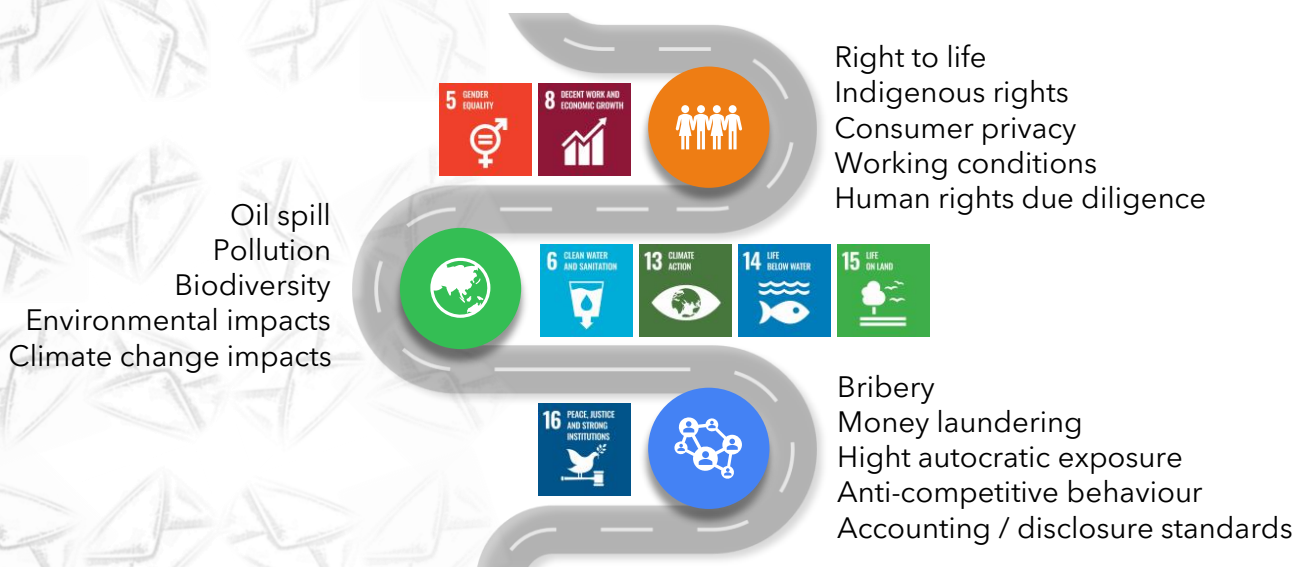 5 GENDER
EQUALITY
8 DECENT WORK AND
ECONOMIC GROWTH
Right to life
Indigenous rights
Consumer privacy
Working conditions
Human rights due diligence
Oil spill
Pollution
Biodiversity
Environmental impacts
Climate change impacts
6 CLEAN WATER
AND SANITATION
13 CLIMATE
ACTION
14 LIFE
BELOW WATER
15 LIFE
ON LAND
16 PEACE, JUSTICE
AND STRONG
INSTITUTIONS
Bribery
Money laundering
Hight autocratic exposure
Anti-competitive behaviour
Accounting / disclosure standards